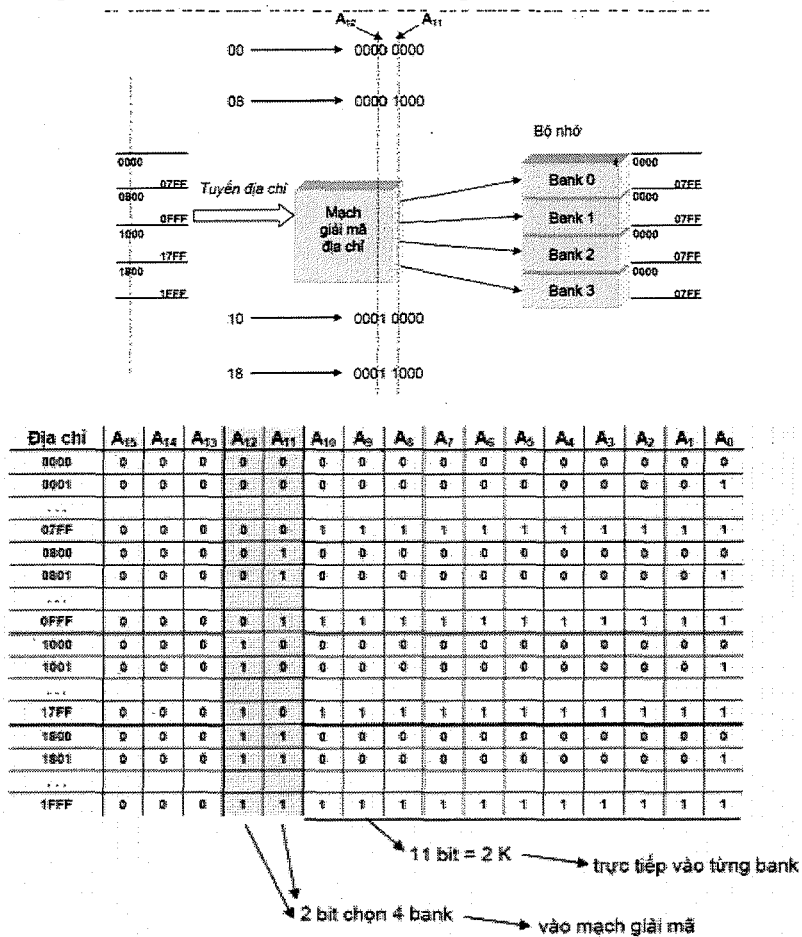 A₁₂ A₁₁
00 0000 0000
08 0000 1000
Bộ nhớ
0000
07FF
0800
0FFF
1000
17FF
1800
1FFF
Tuyến địa chỉ
Mạch
giải mã
địa chỉ
Bank 0
Bank 1
Bank 2
Bank 3
0000
07FF
0000
07FF
0000
07FF
0000
07FF
10 0001 0000
18 0001 1000
Địa chỉ A₁₅ A₁₄ A₁₃ A₁₂ A₁₁ A₁₀ A₉ A₈ A₇ A₆ A₅ A₄ A₃ A₂ A₁ A₀
0000 0 0 0 0 0 0 0 0 0 0 0 0 0 0 0 0
0001 0 0 0 0 0 0 0 0 0 0 0 0 0 0 0 1
...
07FF 0 0 0 0 0 1 1 1 1 1 1 1 1 1 1 1
0800 0 0 0 0 1 0 0 0 0 0 0 0 0 0 0 0
0801 0 0 0 0 1 0 0 0 0 0 0 0 0 0 0 1
...
0FFF 0 0 0 0 1 1 1 1 1 1 1 1 1 1 1 1
1000 0 0 0 1 0 0 0 0 0 0 0 0 0 0 0 0
1001 0 0 0 1 0 0 0 0 0 0 0 0 0 0 0 1
...
17FF 0 0 0 1 0 1 1 1 1 1 1 1 1 1 1 1
1800 0 0 0 1 1 0 0 0 0 0 0 0 0 0 0 0
1801 0 0 0 1 1 0 0 0 0 0 0 0 0 0 0 1
...
1FFF 0 0 0 1 1 1 1 1 1 1 1 1 1 1 1 1
11 bit = 2 K trực tiếp vào từng bank
2 bit chọn 4 bank vào mạch giải mã